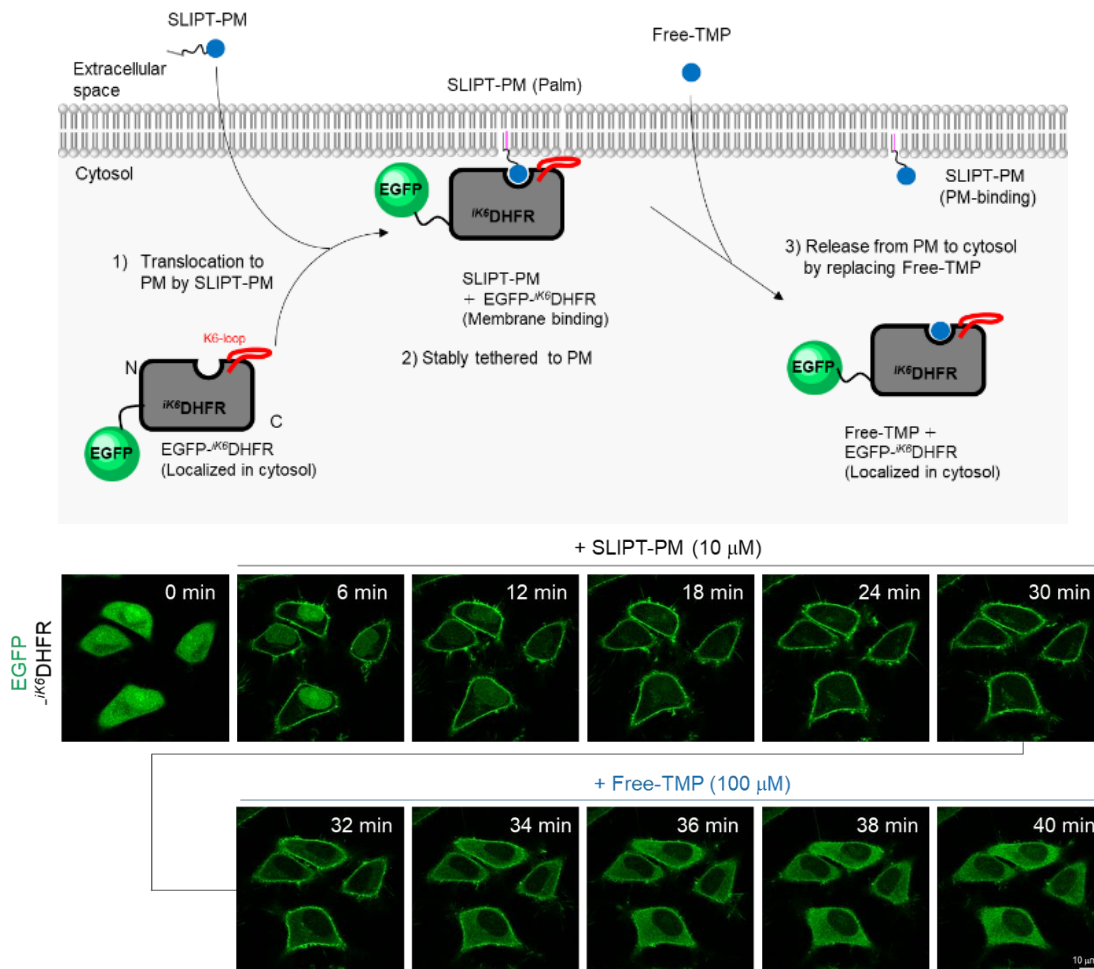 SLIPT-PM
Free-TMP
Extracellular
space
SLIPT-PM (Palm)
Cytosol
EGFP
iK6DHFR
SLIPT-PM
(PM-binding)
1) Translocation to
PM by SLIPT-PM
3) Release from PM to cytosol
by replacing Free-TMP
SLIPT-PM
+ EGFP-iK6DHFR
(Membrane binding)
K6-loop
2) Stably tethered to PM
N
iK6DHFR
C
EGFP
EGFP-iK6DHFR
(Localized in cytosol)
EGFP
iK6DHFR
Free-TMP +
EGFP-iK6DHFR
(Localized in cytosol)
+ SLIPT-PM (10 μM)
EGFP
-iK6DHFR
0 min
6 min
12 min
18 min
24 min
30 min
+ Free-TMP (100 μM)
32 min
34 min
36 min
38 min
40 min
10 μm